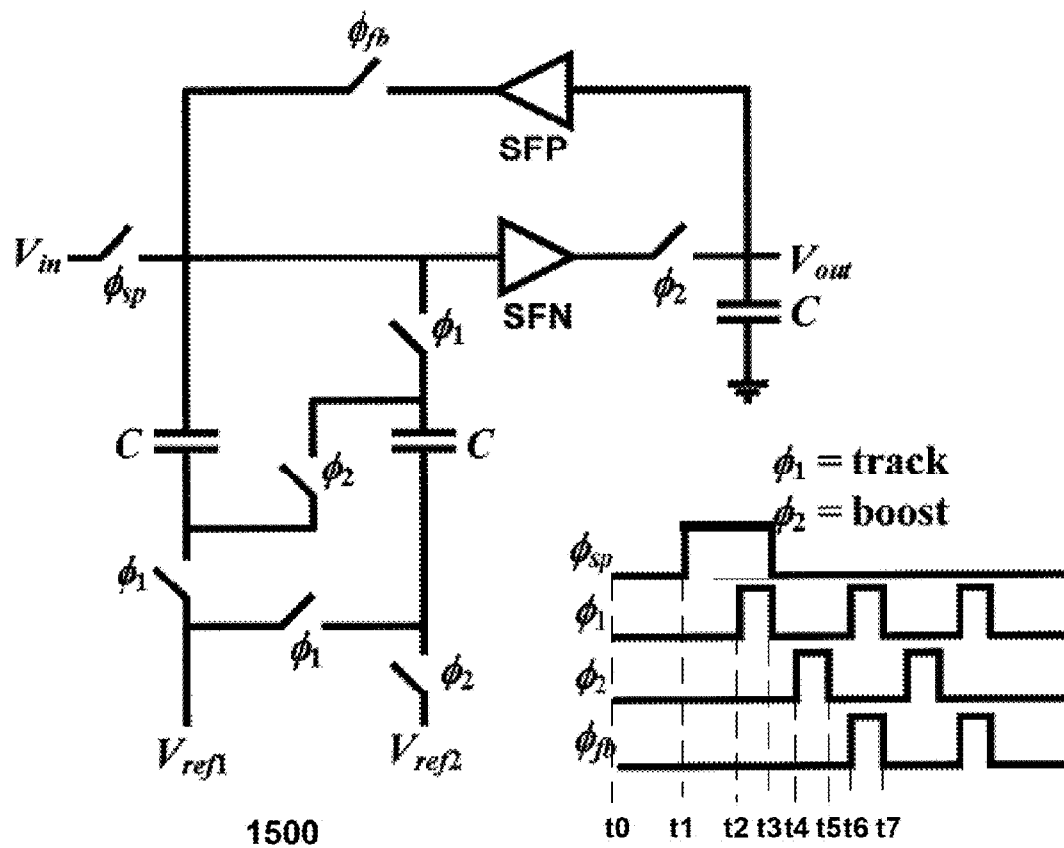 ϕfb
SFP
Vin
ϕsp
SFN
ϕ2
Vout
C
ϕ1
C
ϕ2
C
ϕ1
ϕ1
ϕ2
Vref1
Vref2
1500
ϕ1 = track
ϕ2 = boost
ϕsp
ϕ1
ϕ2
ϕfb
t0 t1 t2 t3 t4 t5 t6 t7